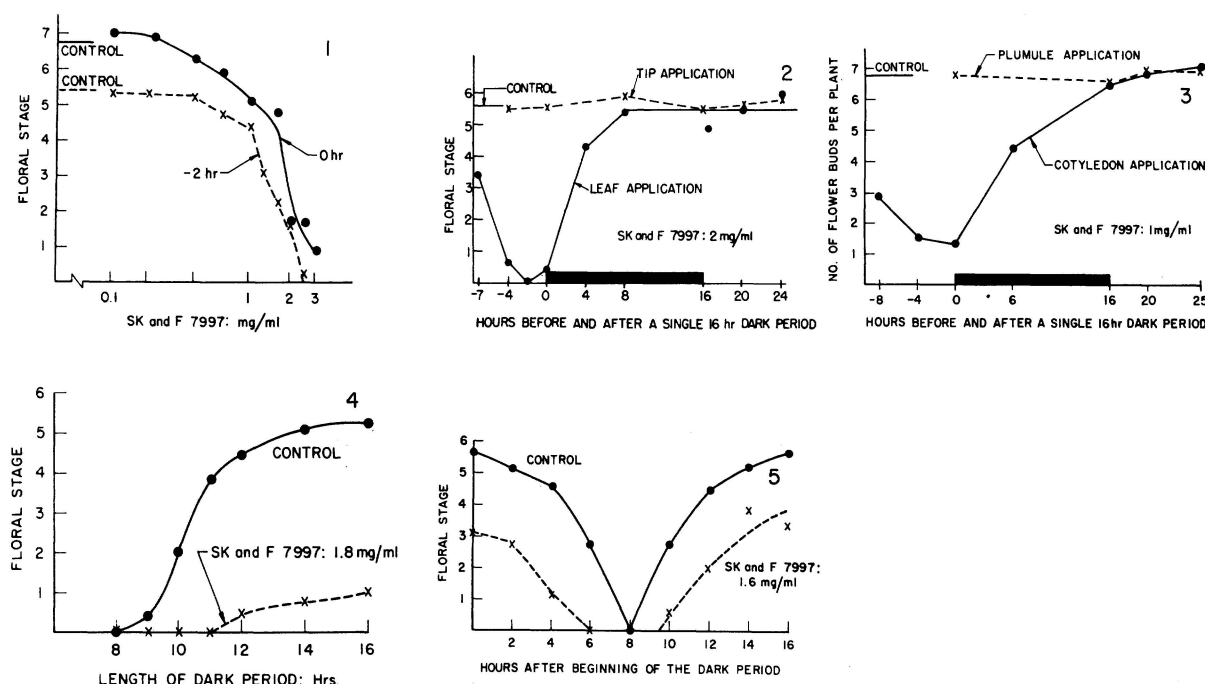 1
7
6
5
4
3
2
1
CONTROL
CONTROL
FLORAL STAGE
-2 hr
0 hr
0.1
1
2
3
SK and F 7997: mg/ml
2
6
5
4
3
2
1
CONTROL
TIP APPLICATION
LEAF APPLICATION
FLORAL STAGE
SK and F 7997: 2 mg/ml
-7
-4
0
4
8
16
20
24
HOURS BEFORE AND AFTER A SINGLE 16 hr DARK PERIOD
3
7
6
5
4
3
2
1
CONTROL
PLUMULE APPLICATION
COTYLEDON APPLICATION
NO. OF FLOWER BUDS PER PLANT
SK and F 7997: 1mg/ml
-8
-4
0
6
16
20
25
HOURS BEFORE AND AFTER A SINGLE 16hr DARK PERIOD
4
6
5
4
3
2
1
CONTROL
FLORAL STAGE
SK and F 7997: 1.8 mg/ml
8
10
12
14
16
LENGTH OF DARK PERIOD: Hrs.
5
6
5
4
3
2
1
CONTROL
FLORAL STAGE
SK and F 7997:
1.6 mg/ml
2
4
6
8
10
12
14
16
HOURS AFTER BEGINNING OF THE DARK PERIOD